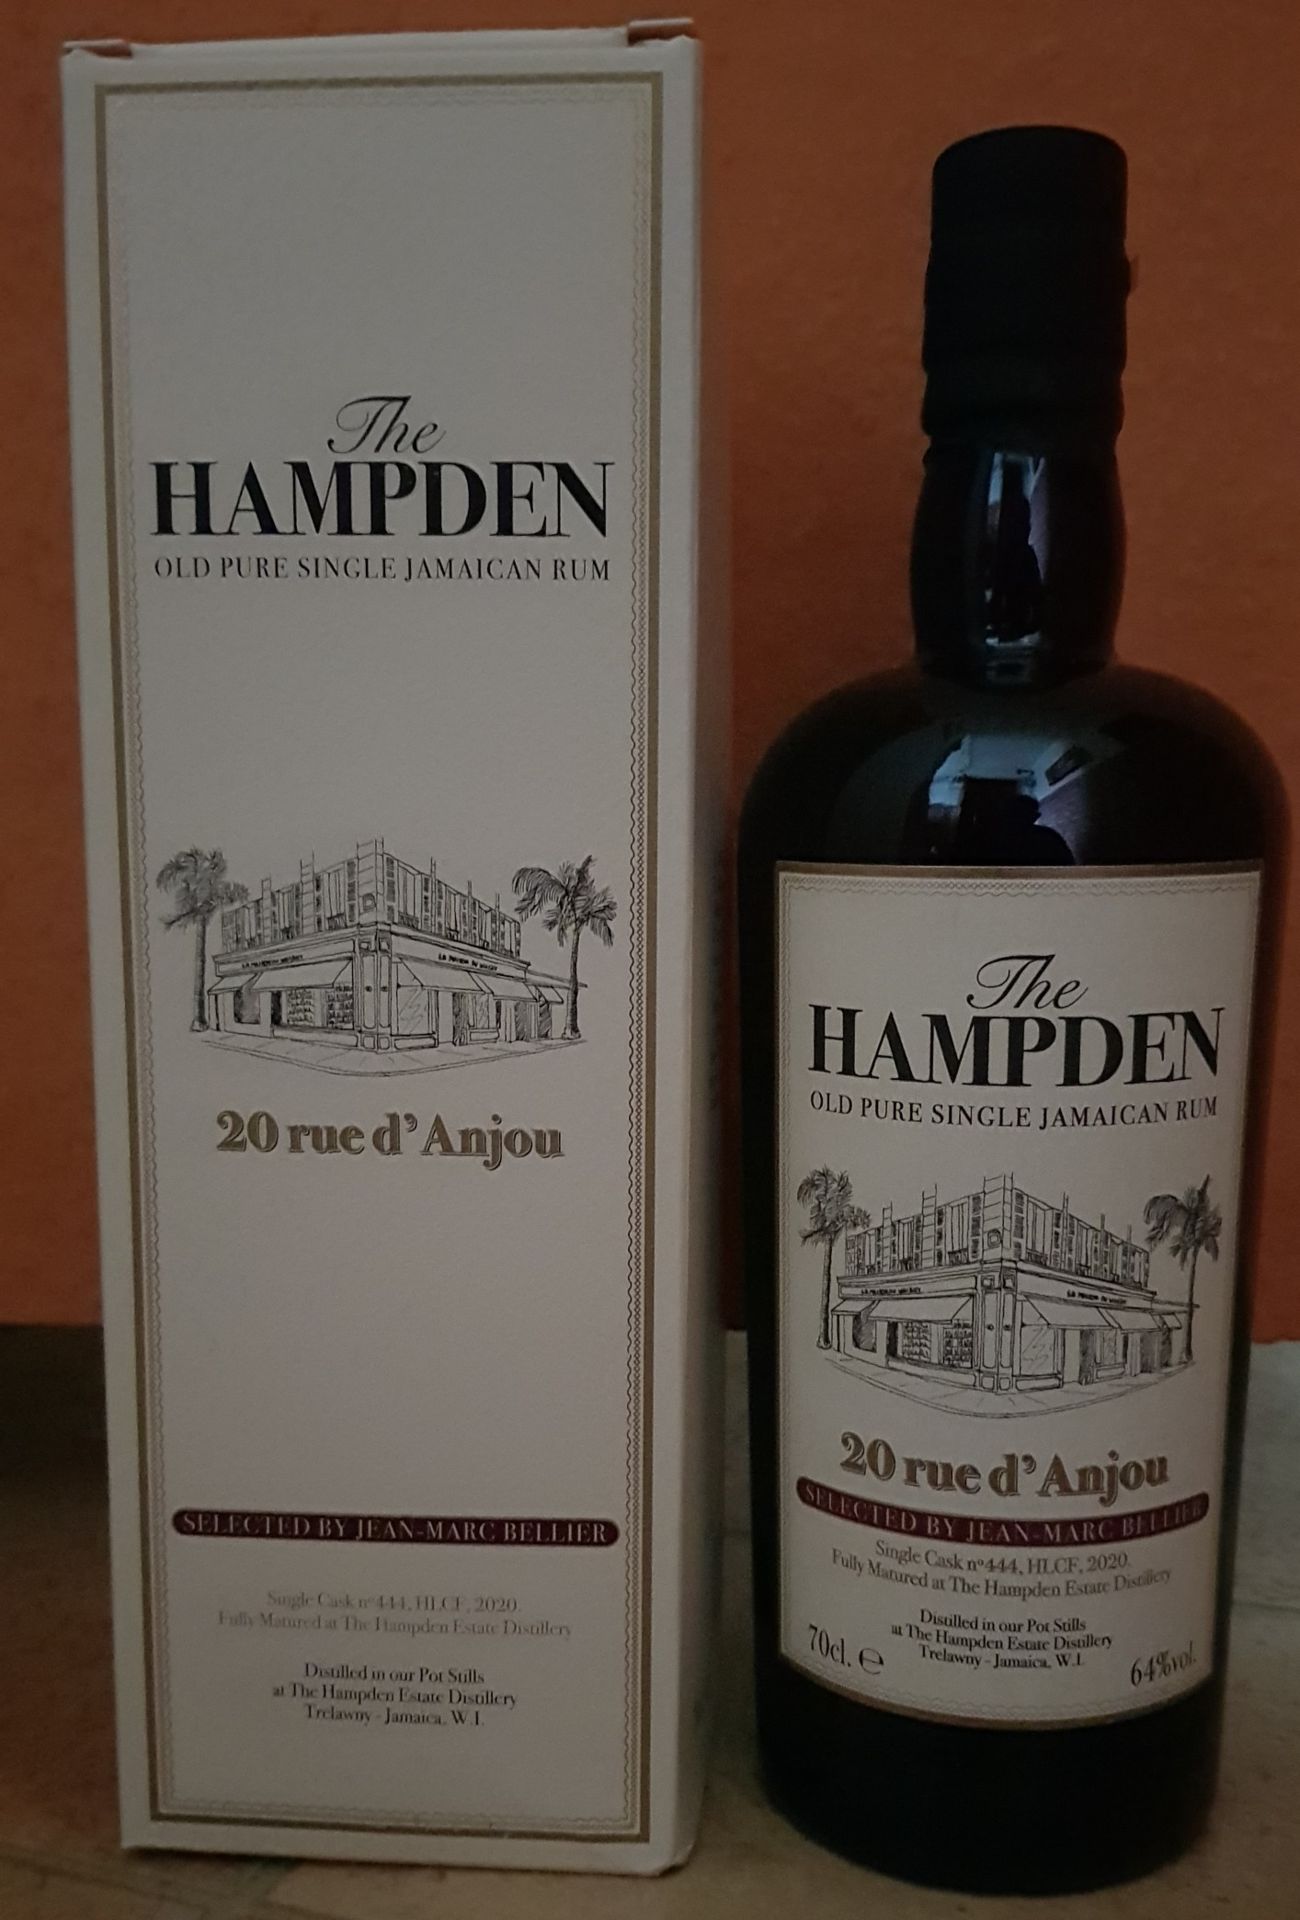 The
HAMPDEN
OLD PURE SINGLE JAMAICAN RUM
20 rue d'Anjou
SELECTED BY JEAN-MARC BELLIER
Single Cask nº444, HLCF, 2020.
Fully Matured at The Hampden Estate Distillery
Distilled in our Pot Stills
at The Hampden Estate Distillery
Trelawny - Jamaica, W.I.
The
HAMPDEN
OLD PURE SINGLE JAMAICAN RUM
20 rue d'Anjou
SELECTED BY JEAN-MARC BELLIER
Single Cask nº444, HLCF, 2020.
Fully Matured at The Hampden Estate Distillery
Distilled in our Pot Stills
at The Hampden Estate Distillery
Trelawny - Jamaica, W.I.
70cl. ℮
64%vol.